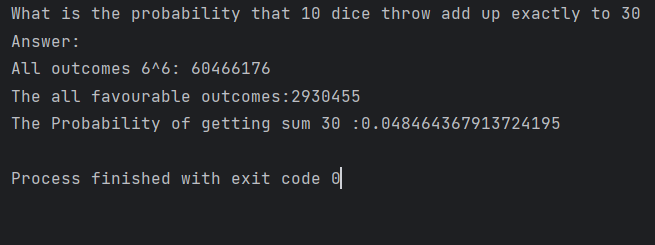 What is the probability that 10 dice throw add up exactly to 30
Answer:
All outcomes 6^6: 60466176
The all favourable outcomes:2930455
The Probability of getting sum 30 :0.048464367913724195
Process finished with exit code 0